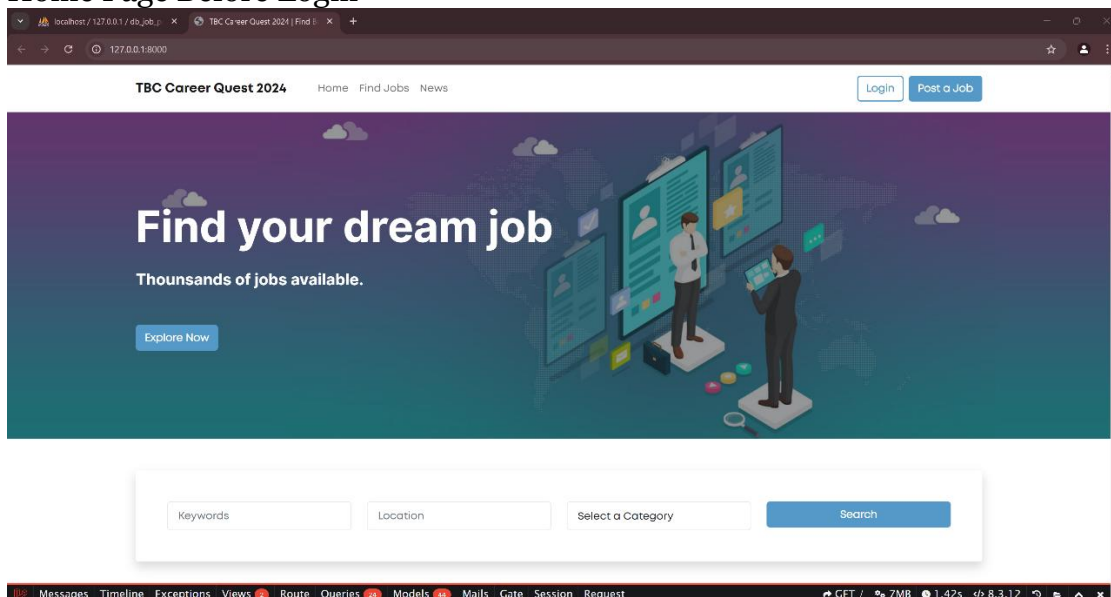 Home Page Before Login
localhost / 127.0.0.1 / db_job_p
TBC Career Quest 2024 | Find B
127.0.0.1:8000
TBC Career Quest 2024 Home Find Jobs News Login Post a Job
Find your dream job
Thounsands of jobs available.
Explore Now
Keywords Location Select a Category Search
Messages Timeline Exceptions Views 2 Route Queries 24 Models 44 Mails Gate Session Request GET / 7MB 1.42s 8.3.12